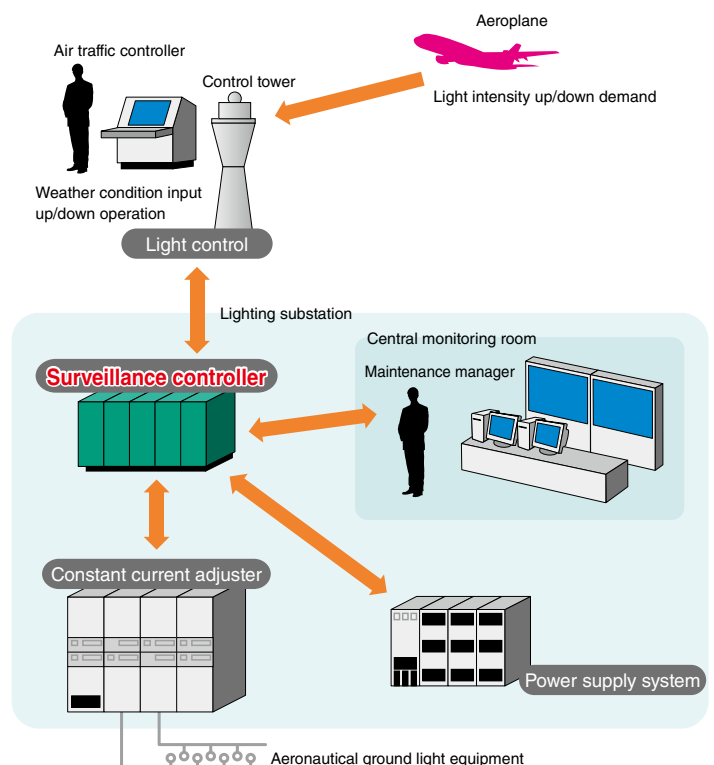 Aeroplane
Air traffic controller
Control tower
Light intensity up/down demand
Weather condition input
up/down operation
Light control
Lighting substation
Central monitoring room
Surveillance controller
Maintenance manager
Constant current adjuster
Power supply system
Aeronautical ground light equipment